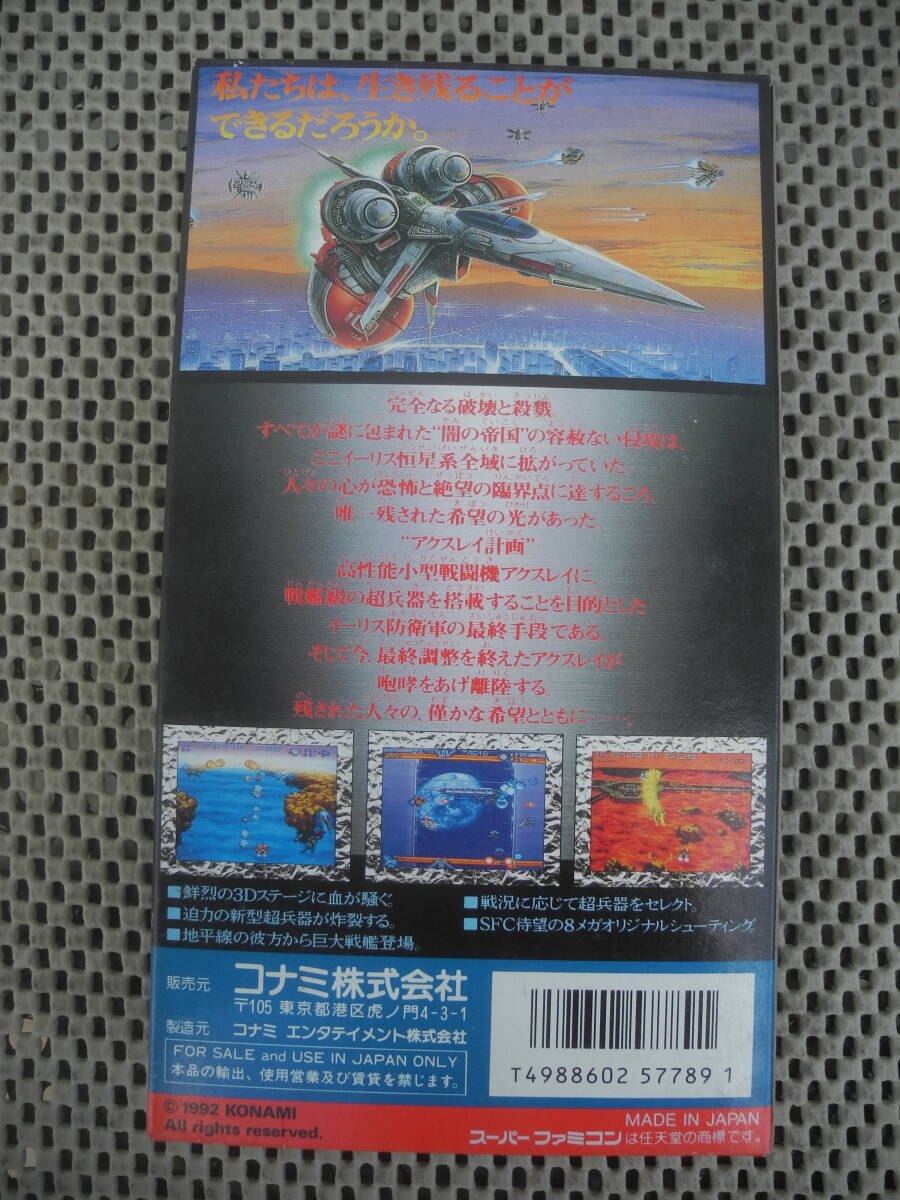 私たちは、生き残ることが
できるだろうか。
完全なる破壊と殺戮。
すべてが謎に包まれた“闇の帝国”の容赦ない侵攻は、
ここイーリス恒星系全域に拡がっていた。
人々の心が恐怖と絶望の臨界点に達するころ、
唯一残された希望の光があった
“アクスレイ計画”
高性能小型戦闘機アクスレイに、
戦艦級の超兵器を搭載することを目的とした
イーリス防衛軍の最終手段である。
そして今、最終調整を終えたアクスレイが
咆哮をあげ離陸する。
残された人々の、僅かな希望とともに……。
■鮮烈の3Dステージに血が騒ぐ。
■迫力の新型超兵器が炸裂する。
■地平線の彼方から巨大戦艦登場。
■戦況に応じて超兵器をセレクト。
■SFC待望の8メガオリジナルシューティング
販売元 コナミ株式会社
〒105 東京都港区虎ノ門4-3-1
製造元 コナミ エンタテイメント株式会社
FOR SALE and USE IN JAPAN ONLY
本品の輸出、使用営業及び賃貸を禁じます。
T4988602 577891
©1992 KONAMI
All rights reserved.
MADE IN JAPAN
スーパーファミコンは任天堂の商標です。